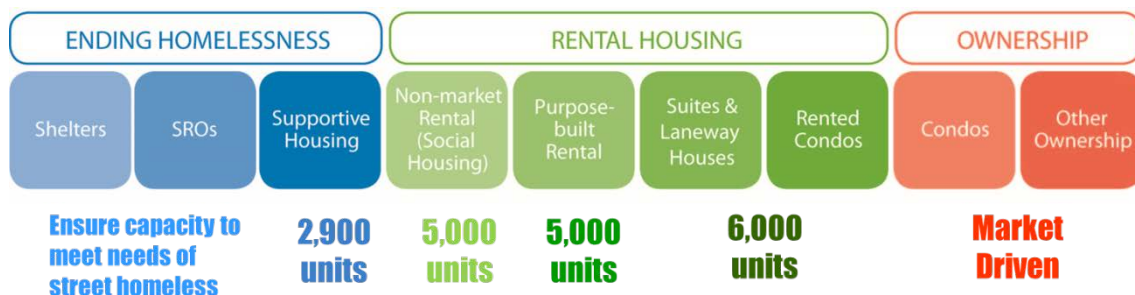 ENDING HOMELESSNESS
RENTAL HOUSING
OWNERSHIP
Shelters
SROs
Supportive
Housing
Non-market
Rental
(Social
Housing)
Purpose-
built
Rental
Suites &
Laneway
Houses
Rented
Condos
Condos
Other
Ownership
Ensure capacity to
meet needs of
street homeless
2,900
units
5,000
units
5,000
units
6,000
units
Market
Driven